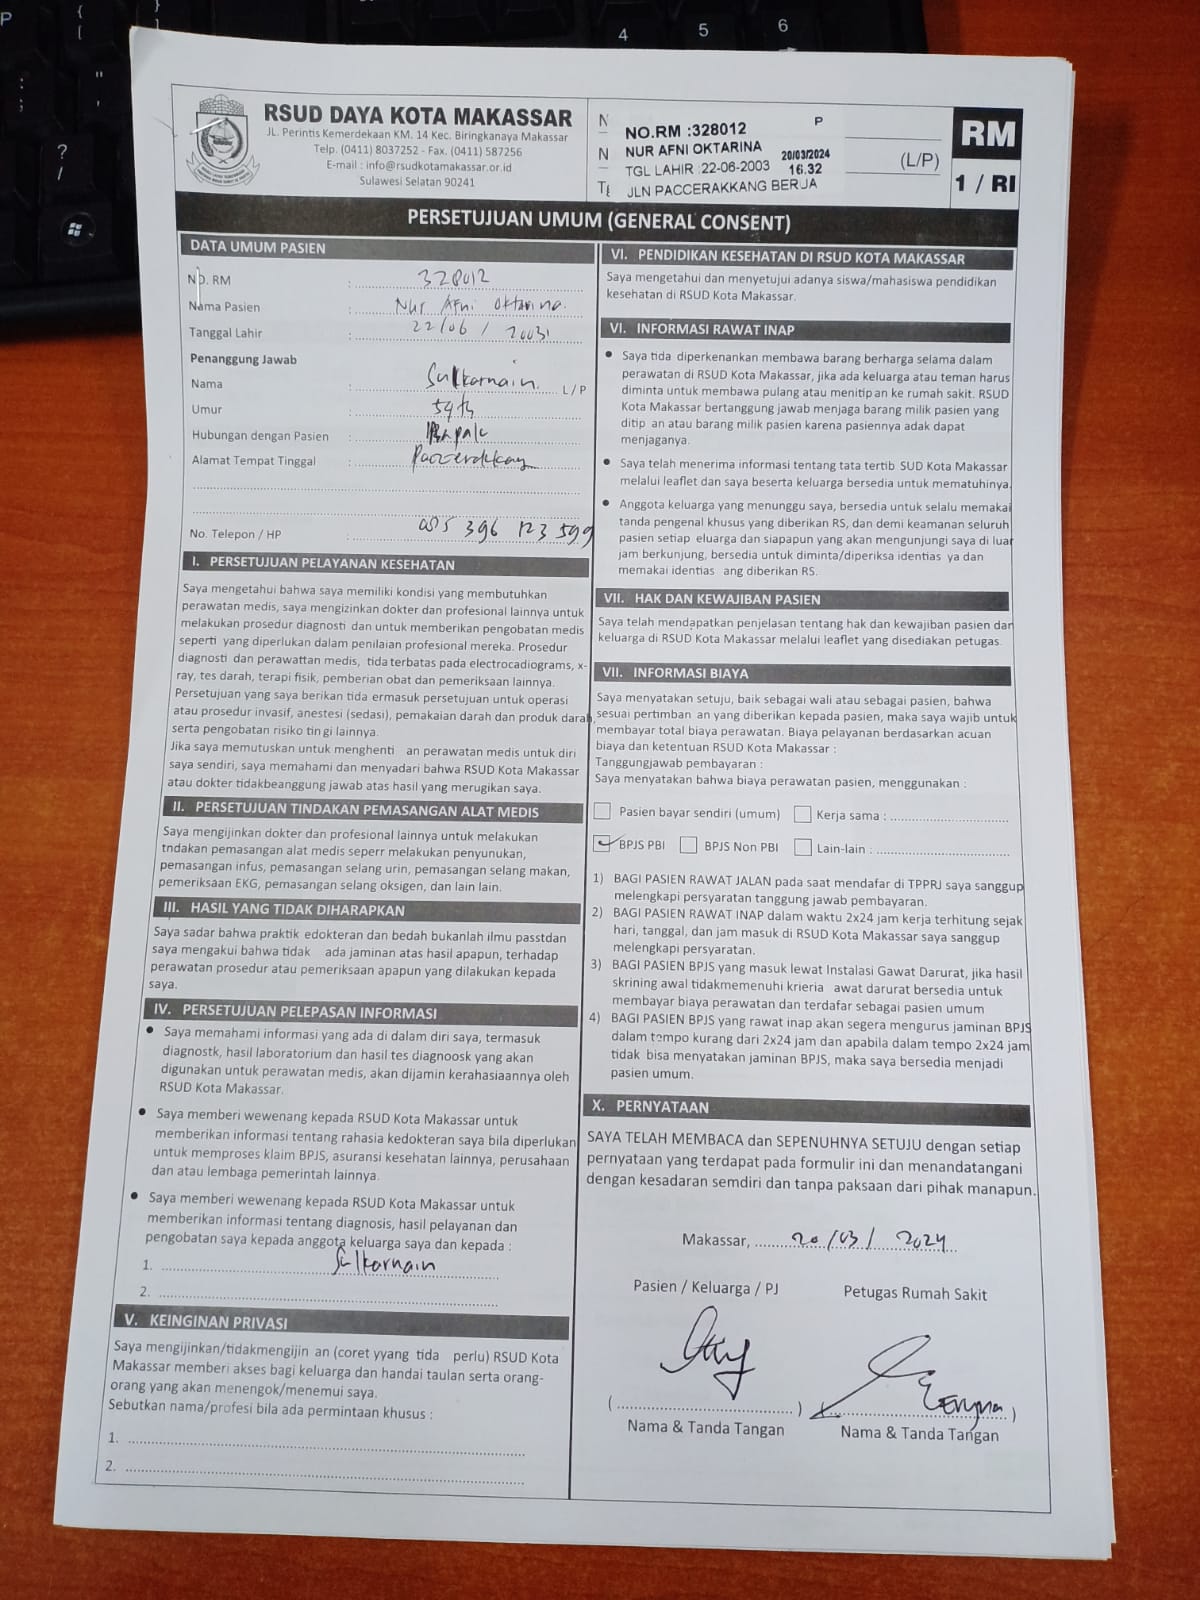 RSUD DAYA KOTA MAKASSAR
JL. Perintis Kemerdekaan KM. 14 Kec. Biringkanaya Makassar
Telp. (0411) 8037252 - Fax. (0411) 587256
E-mail : info@rsudkotamakassar.or.id
Sulawesi Selatan 90241
NO.RM :328012 P
NUR AFNI OKTARINA 20/03/2024
TGL LAHIR :22-06-2003 16.32
JLN PACCERAKKANG BERJA
(L/P)
RM
1 / RI
PERSETUJUAN UMUM (GENERAL CONSENT)
DATA UMUM PASIEN
No. RM : 328012
Nama Pasien : Nur Afni Oktarina.
Tanggal Lahir : 22/06 / 2003
Penanggung Jawab
Nama : Sulkarnain. L / P
Umur : 59 th
Hubungan dengan Pasien : Bapak
Alamat Tempat Tinggal :
No. Telepon / HP : 085 396 123 599
I. PERSETUJUAN PELAYANAN KESEHATAN
Saya mengetahui bahwa saya memiliki kondisi yang membutuhkan
perawatan medis, saya mengizinkan dokter dan profesional lainnya untuk
melakukan prosedur diagnosti dan untuk memberikan pengobatan medis
seperti yang diperlukan dalam penilaian profesional mereka. Prosedur
diagnosti dan perawattan medis, tida terbatas pada electrocadiograms, x-
ray, tes darah, terapi fisik, pemberian obat dan pemeriksaan lainnya.
Persetujuan yang saya berikan tida ermasuk persetujuan untuk operasi
atau prosedur invasif, anestesi (sedasi), pemakaian darah dan produk darah,
serta pengobatan risiko tin gi lainnya.
Jika saya memutuskan untuk menghenti an perawatan medis untuk diri
saya sendiri, saya memahami dan menyadari bahwa RSUD Kota Makassar
atau dokter tidakbeanggung jawab atas hasil yang merugikan saya.
II. PERSETUJUAN TINDAKAN PEMASANGAN ALAT MEDIS
Saya mengijinkan dokter dan profesional lainnya untuk melakukan
tndakan pemasangan alat medis seperr melakukan penyunukan,
pemasangan infus, pemasangan selang urin, pemasangan selang makan,
pemeriksaan EKG, pemasangan selang oksigen, dan lain lain.
III. HASIL YANG TIDAK DIHARAPKAN
Saya sadar bahwa praktik edokteran dan bedah bukanlah ilmu passtdan
saya mengakui bahwa tidak ada jaminan atas hasil apapun, terhadap
perawatan prosedur atau pemeriksaan apapun yang dilakukan kepada
saya.
IV. PERSETUJUAN PELEPASAN INFORMASI
• Saya memahami informasi yang ada di dalam diri saya, termasuk
diagnostk, hasil laboratorium dan hasil tes diagnoosk yang akan
digunakan untuk perawatan medis, akan dijamin kerahasiaannya oleh
RSUD Kota Makassar.
• Saya memberi wewenang kepada RSUD Kota Makassar untuk
memberikan informasi tentang rahasia kedokteran saya bila diperlukan
untuk memproses klaim BPJS, asuransi kesehatan lainnya, perusahaan
dan atau lembaga pemerintah lainnya.
• Saya memberi wewenang kepada RSUD Kota Makassar untuk
memberikan informasi tentang diagnosis, hasil pelayanan dan
pengobatan saya kepada anggota keluarga saya dan kepada :
1. Sulkarnain
2.
V. KEINGINAN PRIVASI
Saya mengijinkan/tidakmengijin an (coret yyang tida perlu) RSUD Kota
Makassar memberi akses bagi keluarga dan handai taulan serta orang-
orang yang akan menengok/menemui saya.
Sebutkan nama/profesi bila ada permintaan khusus :
1.
2.
VI. PENDIDIKAN KESEHATAN DI RSUD KOTA MAKASSAR
Saya mengetahui dan menyetujui adanya siswa/mahasiswa pendidikan
kesehatan di RSUD Kota Makassar.
VI. INFORMASI RAWAT INAP
• Saya tida diperkenankan membawa barang berharga selama dalam
perawatan di RSUD Kota Makassar, jika ada keluarga atau teman harus
diminta untuk membawa pulang atau menitip an ke rumah sakit. RSUD
Kota Makassar bertanggung jawab menjaga barang milik pasien yang
ditip an atau barang milik pasien karena pasiennya adak dapat
menjaganya.
• Saya telah menerima informasi tentang tata tertib SUD Kota Makassar
melalui leaflet dan saya beserta keluarga bersedia untuk mematuhinya.
• Anggota keluarga yang menunggu saya, bersedia untuk selalu memakai
tanda pengenal khusus yang diberikan RS, dan demi keamanan seluruh
pasien setiap eluarga dan siapapun yang akan mengunjungi saya di luar
jam berkunjung, bersedia untuk diminta/diperiksa identias ya dan
memakai identias ang diberikan RS.
VII. HAK DAN KEWAJIBAN PASIEN
Saya telah mendapatkan penjelasan tentang hak dan kewajiban pasien dan
keluarga di RSUD Kota Makassar melalui leaflet yang disediakan petugas.
VII. INFORMASI BIAYA
Saya menyatakan setuju, baik sebagai wali atau sebagai pasien, bahwa
sesuai pertimban an yang diberikan kepada pasien, maka saya wajib untuk
membayar total biaya perawatan. Biaya pelayanan berdasarkan acuan
biaya dan ketentuan RSUD Kota Makassar :
Tanggungjawab pembayaran :
Saya menyatakan bahwa biaya perawatan pasien, menggunakan :
Pasien bayar sendiri (umum) Kerja sama :
BPJS PBI BPJS Non PBI Lain-lain :
1) BAGI PASIEN RAWAT JALAN pada saat mendafar di TPPRJ saya sanggup
melengkapi persyaratan tanggung jawab pembayaran.
2) BAGI PASIEN RAWAT INAP dalam waktu 2x24 jam kerja terhitung sejak
hari, tanggal, dan jam masuk di RSUD Kota Makassar saya sanggup
melengkapi persyaratan.
3) BAGI PASIEN BPJS yang masuk lewat Instalasi Gawat Darurat, jika hasil
skrining awal tidakmemenuhi krieria awat darurat bersedia untuk
membayar biaya perawatan dan terdafar sebagai pasien umum
4) BAGI PASIEN BPJS yang rawat inap akan segera mengurus jaminan BPJS
dalam tempo kurang dari 2x24 jam dan apabila dalam tempo 2x24 jam
tidak bisa menyatakan jaminan BPJS, maka saya bersedia menjadi
pasien umum.
X. PERNYATAAN
SAYA TELAH MEMBACA dan SEPENUHNYA SETUJU dengan setiap
pernyataan yang terdapat pada formulir ini dan menandatangani
dengan kesadaran semdiri dan tanpa paksaan dari pihak manapun.
Makassar, 20/03/ 2024
Pasien / Keluarga / PJ Petugas Rumah Sakit
Nama & Tanda Tangan Nama & Tanda Tangan